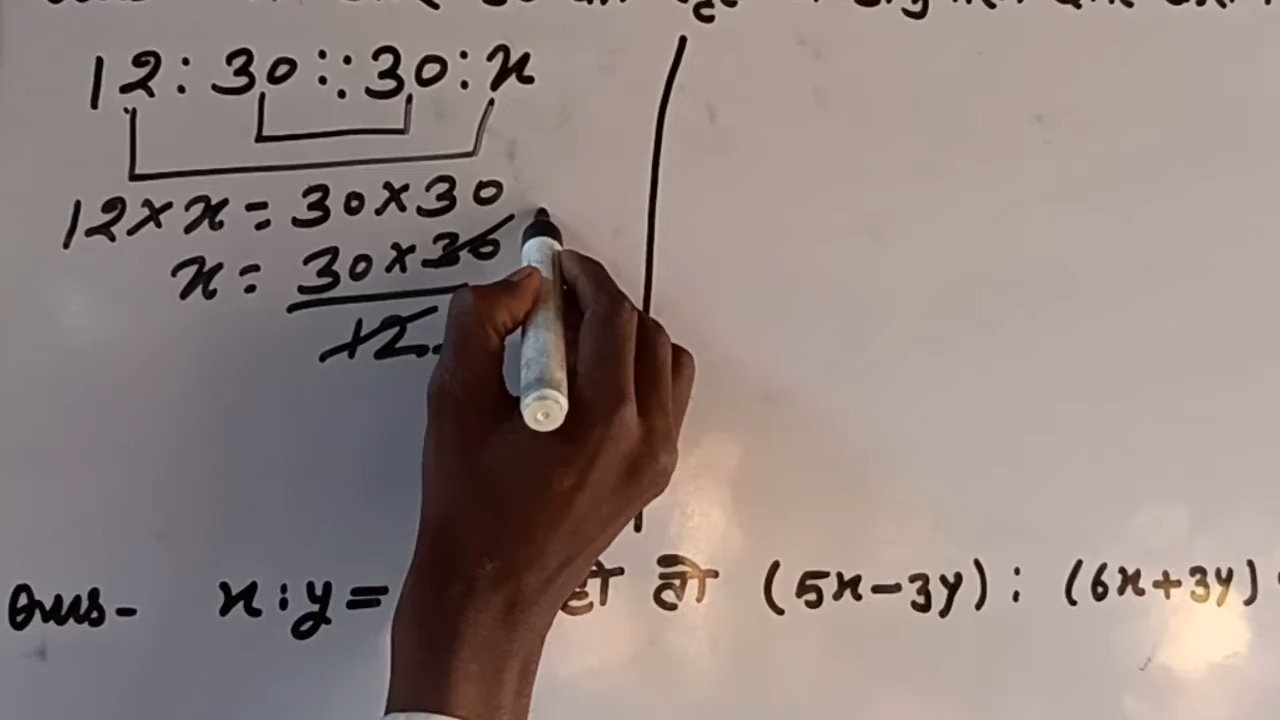 12 : 30 :: 30 : x
12 × x = 30 × 30
x = 30 × 30
12
Ques - x : y = हो तो (5x-3y) : (6x+3y)